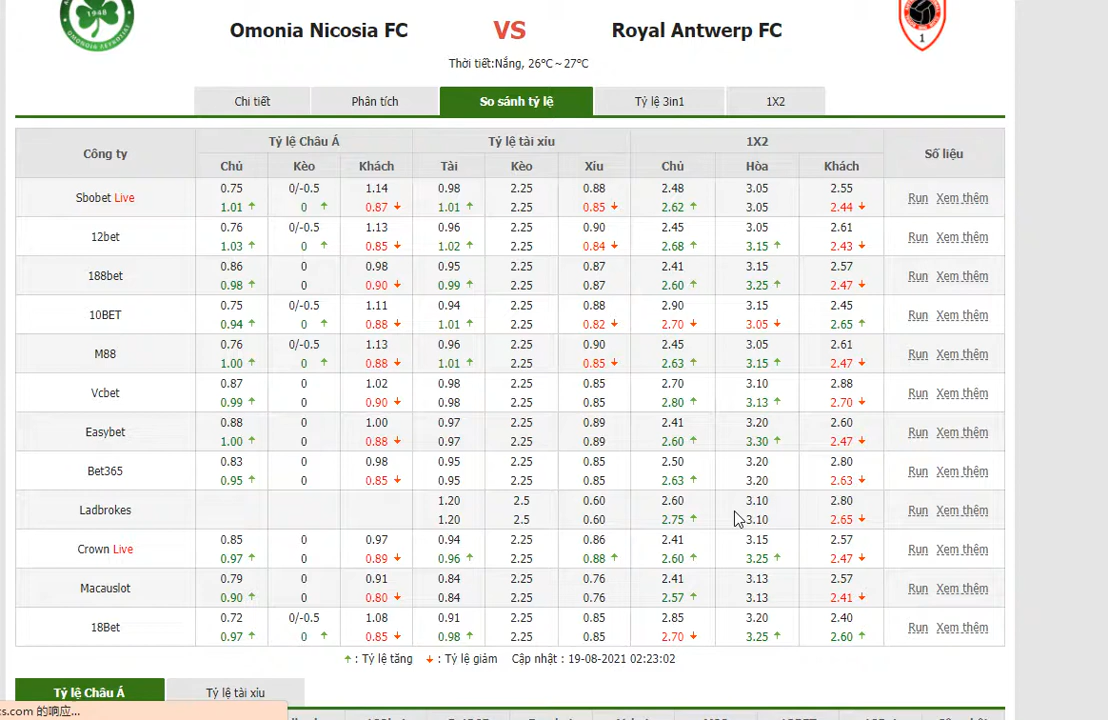 1948
Omonia Nicosia FC VS Royal Antwerp FC
1
Thời tiết:Nắng, 26℃～27℃
Chi tiết Phân tích So sánh tỷ lệ Tỷ lệ 3in1 1X2
Công ty Tỷ lệ Châu Á Tỷ lệ tài xỉu 1X2 Số liệu
Chủ Kèo Khách Tài Kèo Xỉu Chủ Hòa Khách
Sbobet Live 0.75 0/-0.5 1.14 0.98 2.25 0.88 2.48 3.05 2.55 Run Xem thêm
1.01 ↑ 0 ↑ 0.87 ↓ 1.01 ↑ 2.25 0.85 ↓ 2.62 ↑ 3.05 2.44 ↓
12bet 0.76 0/-0.5 1.13 0.96 2.25 0.90 2.45 3.05 2.61 Run Xem thêm
1.03 ↑ 0 ↑ 0.85 ↓ 1.02 ↑ 2.25 0.84 ↓ 2.68 ↑ 3.15 ↑ 2.43 ↓
188bet 0.86 0 0.98 0.95 2.25 0.87 2.41 3.15 2.57 Run Xem thêm
0.98 ↑ 0 0.90 ↓ 0.99 ↑ 2.25 0.87 2.60 ↑ 3.25 ↑ 2.47 ↓
10BET 0.75 0/-0.5 1.11 0.94 2.25 0.88 2.90 3.15 2.45 Run Xem thêm
0.94 ↑ 0 ↑ 0.88 ↓ 1.01 ↑ 2.25 0.82 ↓ 2.70 ↓ 3.05 ↓ 2.65 ↑
M88 0.76 0/-0.5 1.13 0.96 2.25 0.90 2.45 3.05 2.61 Run Xem thêm
1.00 ↑ 0 ↑ 0.88 ↓ 1.01 ↑ 2.25 0.85 ↓ 2.63 ↑ 3.15 ↑ 2.47 ↓
Vcbet 0.87 0 1.02 0.98 2.25 0.85 2.70 3.10 2.88 Run Xem thêm
0.99 ↑ 0 0.90 ↓ 0.98 2.25 0.85 2.80 ↑ 3.13 ↑ 2.70 ↓
Easybet 0.88 0 1.00 0.97 2.25 0.89 2.41 3.20 2.60 Run Xem thêm
1.00 ↑ 0 0.88 ↓ 0.97 2.25 0.89 2.60 ↑ 3.30 ↑ 2.47 ↓
Bet365 0.83 0 0.98 0.95 2.25 0.85 2.50 3.20 2.80 Run Xem thêm
0.95 ↑ 0 0.85 ↓ 0.95 2.25 0.85 2.63 ↑ 3.20 2.63 ↓
Ladbrokes 1.20 2.5 0.60 2.60 3.10 2.80 Run Xem thêm
1.20 2.5 0.60 2.75 ↑ 3.10 2.65 ↓
Crown Live 0.85 0 0.97 0.94 2.25 0.86 2.41 3.15 2.57 Run Xem thêm
0.97 ↑ 0 0.89 ↓ 0.96 ↑ 2.25 0.88 ↑ 2.60 ↑ 3.25 ↑ 2.47 ↓
Macauslot 0.79 0 0.91 0.84 2.25 0.76 2.41 3.13 2.57 Run Xem thêm
0.90 ↑ 0 0.80 ↓ 0.84 2.25 0.76 2.57 ↑ 3.13 2.41 ↓
18Bet 0.72 0/-0.5 1.08 0.91 2.25 0.85 2.85 3.20 2.40 Run Xem thêm
0.97 ↑ 0 ↑ 0.85 ↓ 0.98 ↑ 2.25 0.85 2.70 ↓ 3.25 ↑ 2.60 ↑
↑ : Tỷ lệ tăng ↓ : Tỷ lệ giảm Cập nhật : 19-08-2021 02:23:02
Tỷ lệ Châu Á Tỷ lệ tài xỉu
cs.com 的响应...